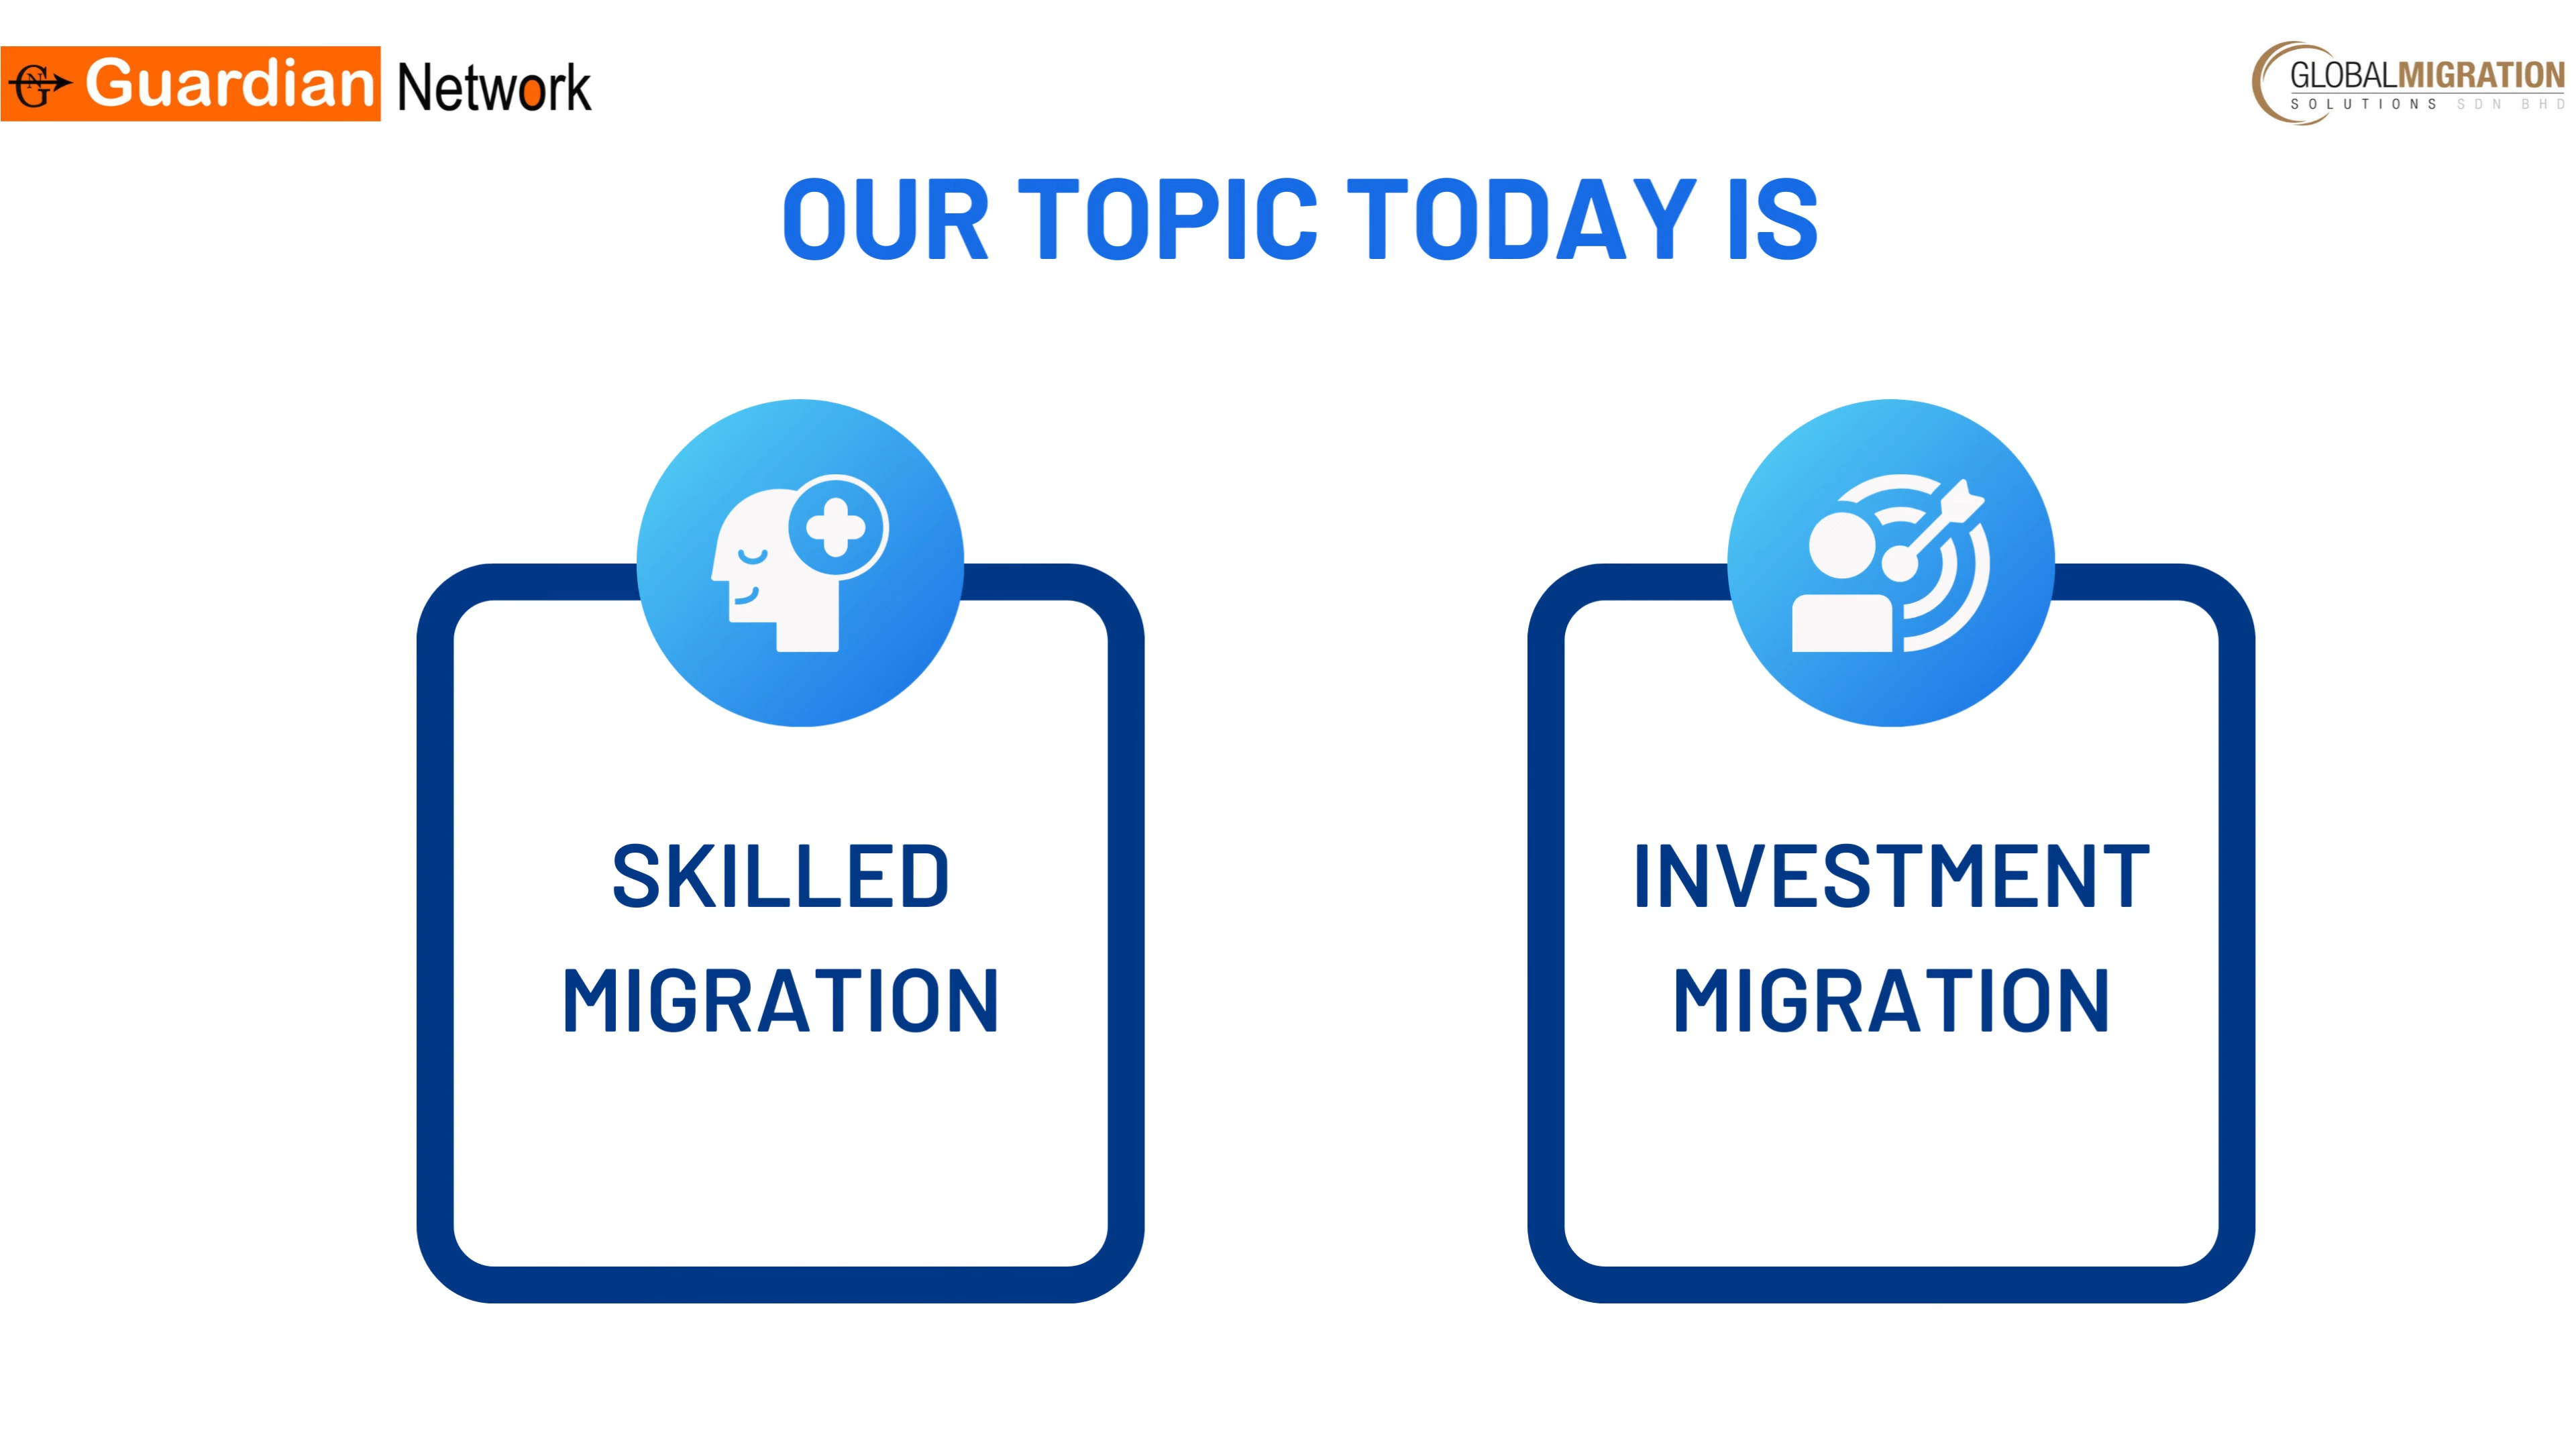 Guardian Network
GLOBALMIGRATION
SOLUTIONS SDN BHD
OUR TOPIC TODAY IS
SKILLED
MIGRATION
INVESTMENT
MIGRATION